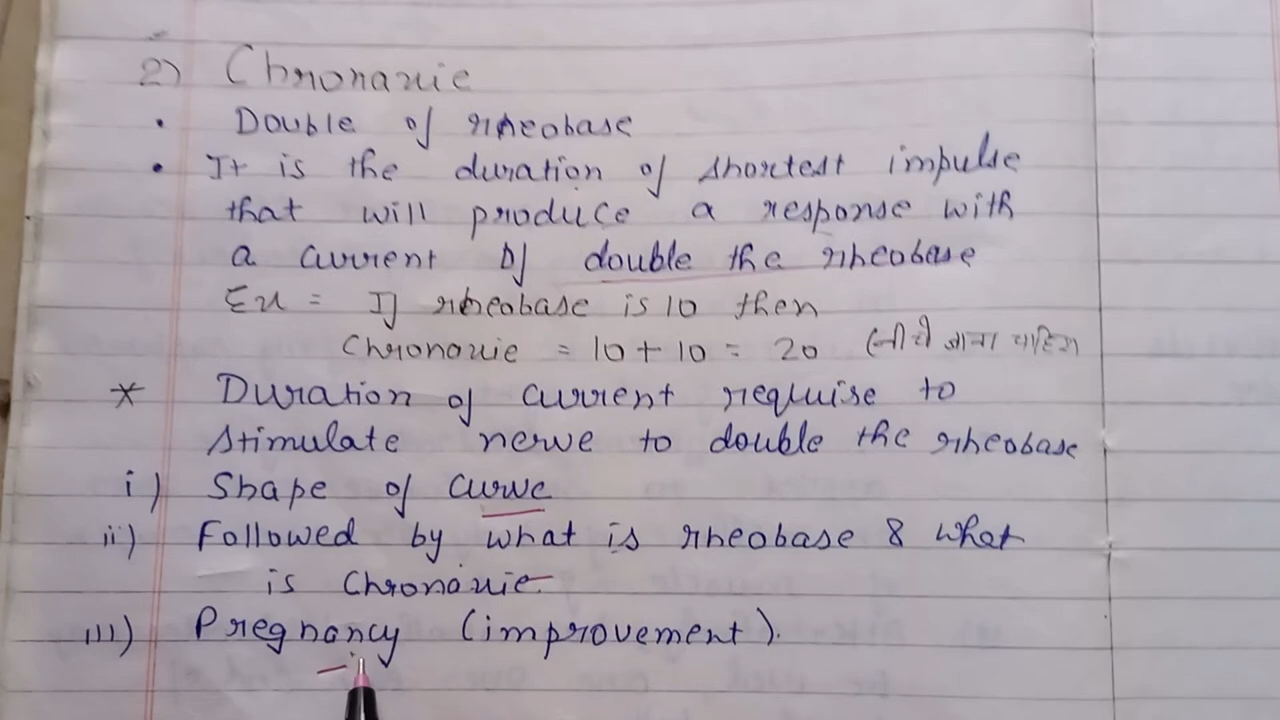 2) Chronaxie
• Double of rheobase
• It is the duration of shortest impulse
that will produce a response with
a current of double the rheobase
Ex = If rheobase is 10 then
Chronaxie = 10 + 10 = 20 (नीचे आना चाहिए
* Duration of current requise to
stimulate nerve to double the rheobase
i) Shape of curve
ii) Followed by what is rheobase & what
is Chronaxie.
iii) Pregnancy (improvement).